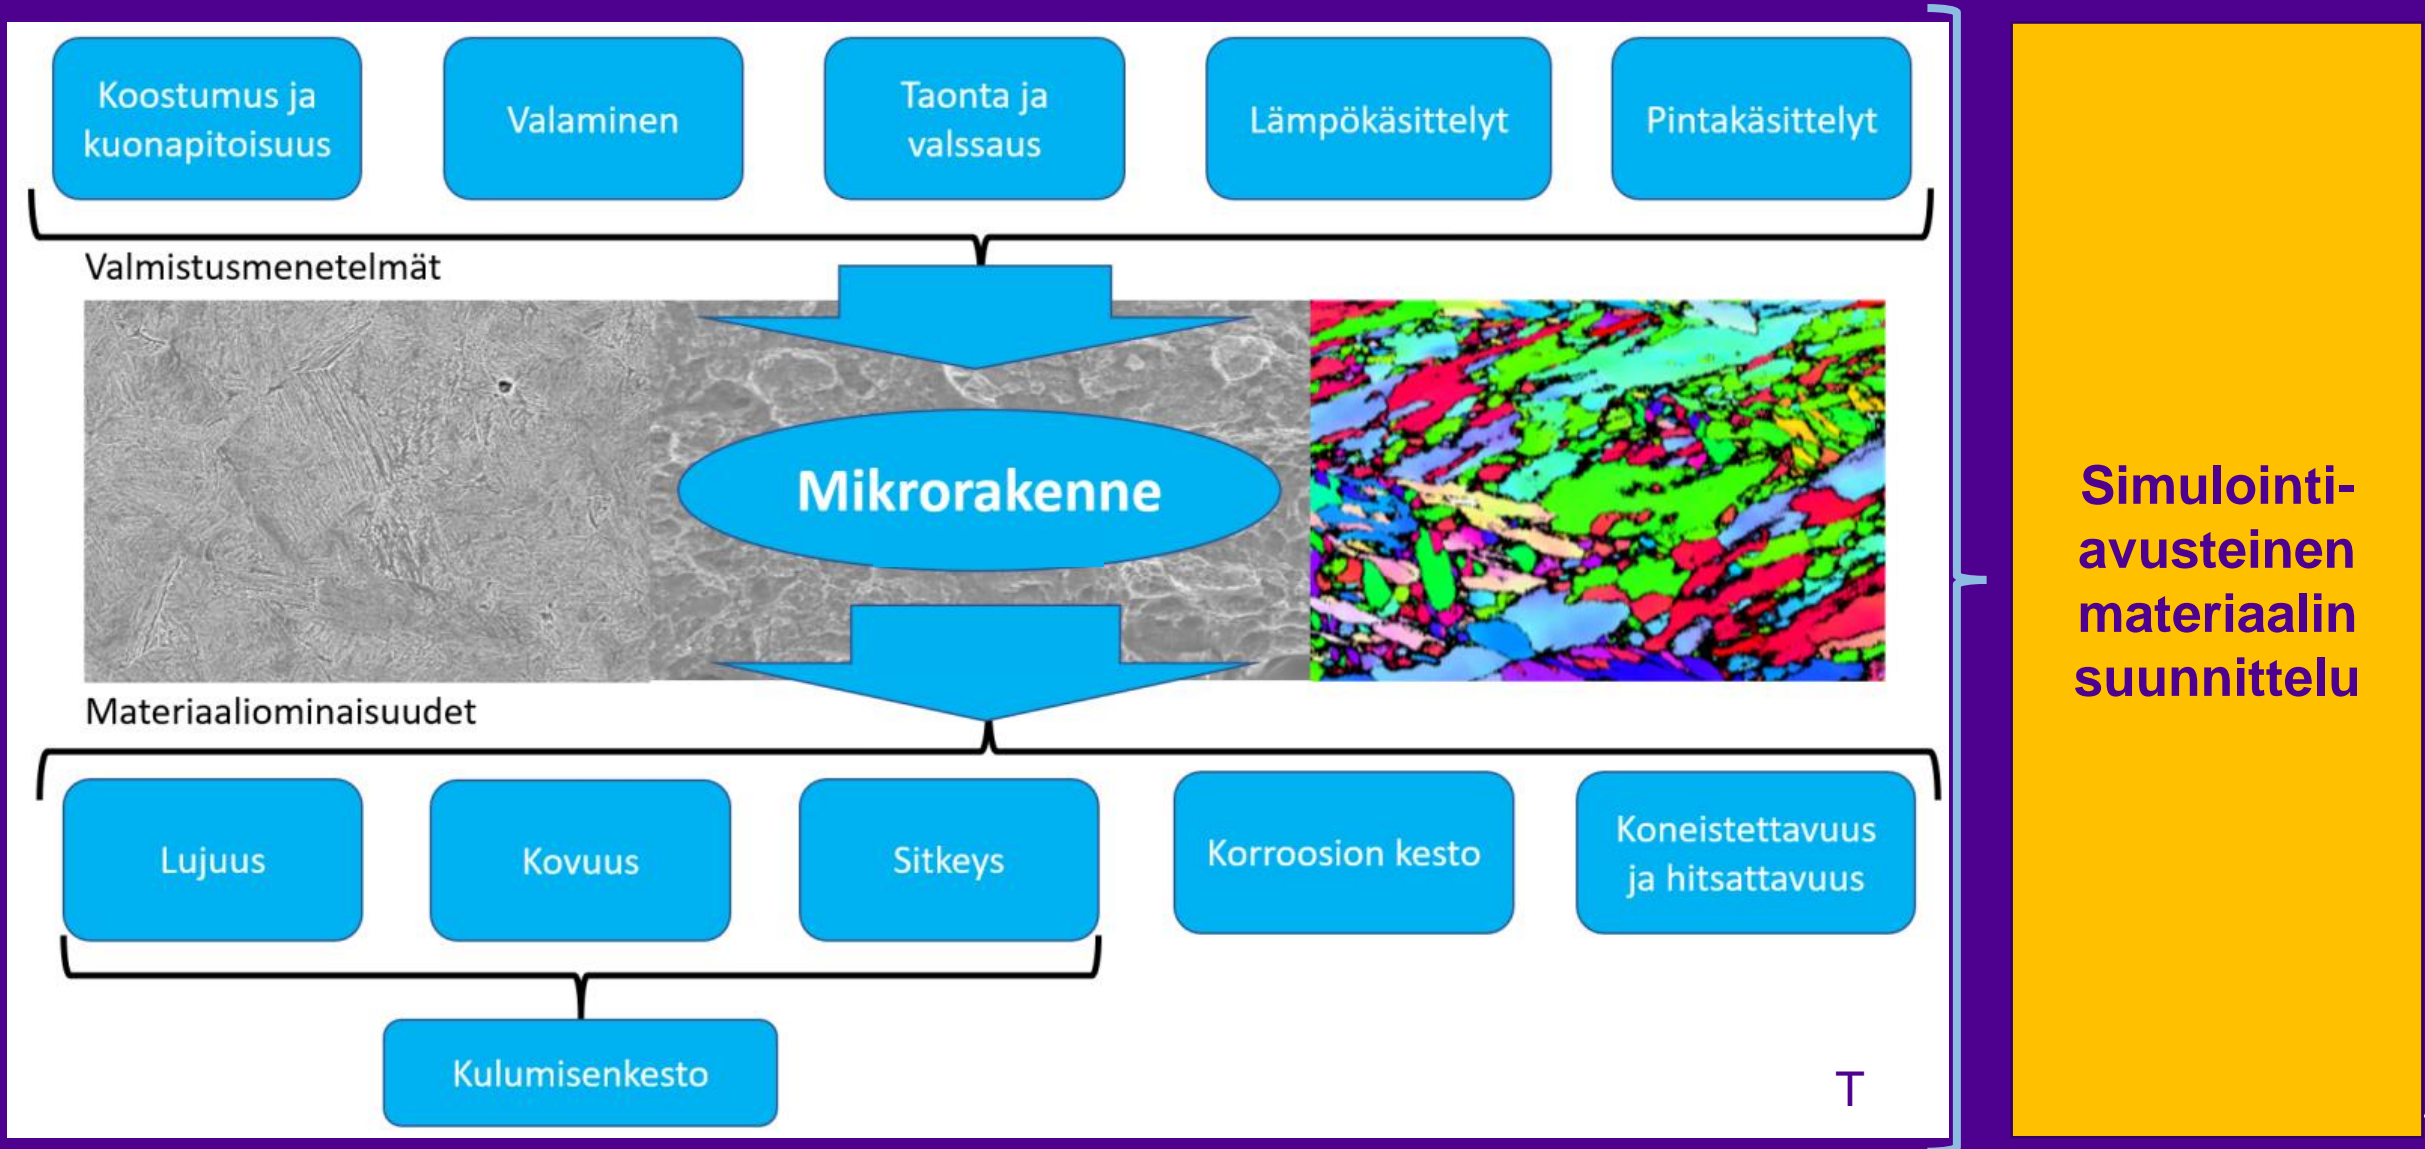 Koostumus ja
kuonapitoisuus
Valaminen
Taonta ja
valssaus
Lämpökäsittelyt
Pintakäsittelyt
Valmistusmenetelmät
Mikrorakenne
Materiaaliominaisuudet
Lujuus
Kovuus
Sitkeys
Korroosion kesto
Koneistettavuus
ja hitsattavuus
Kulumisenkesto
T
Simulointi-
avusteinen
materiaalin
suunnittelu